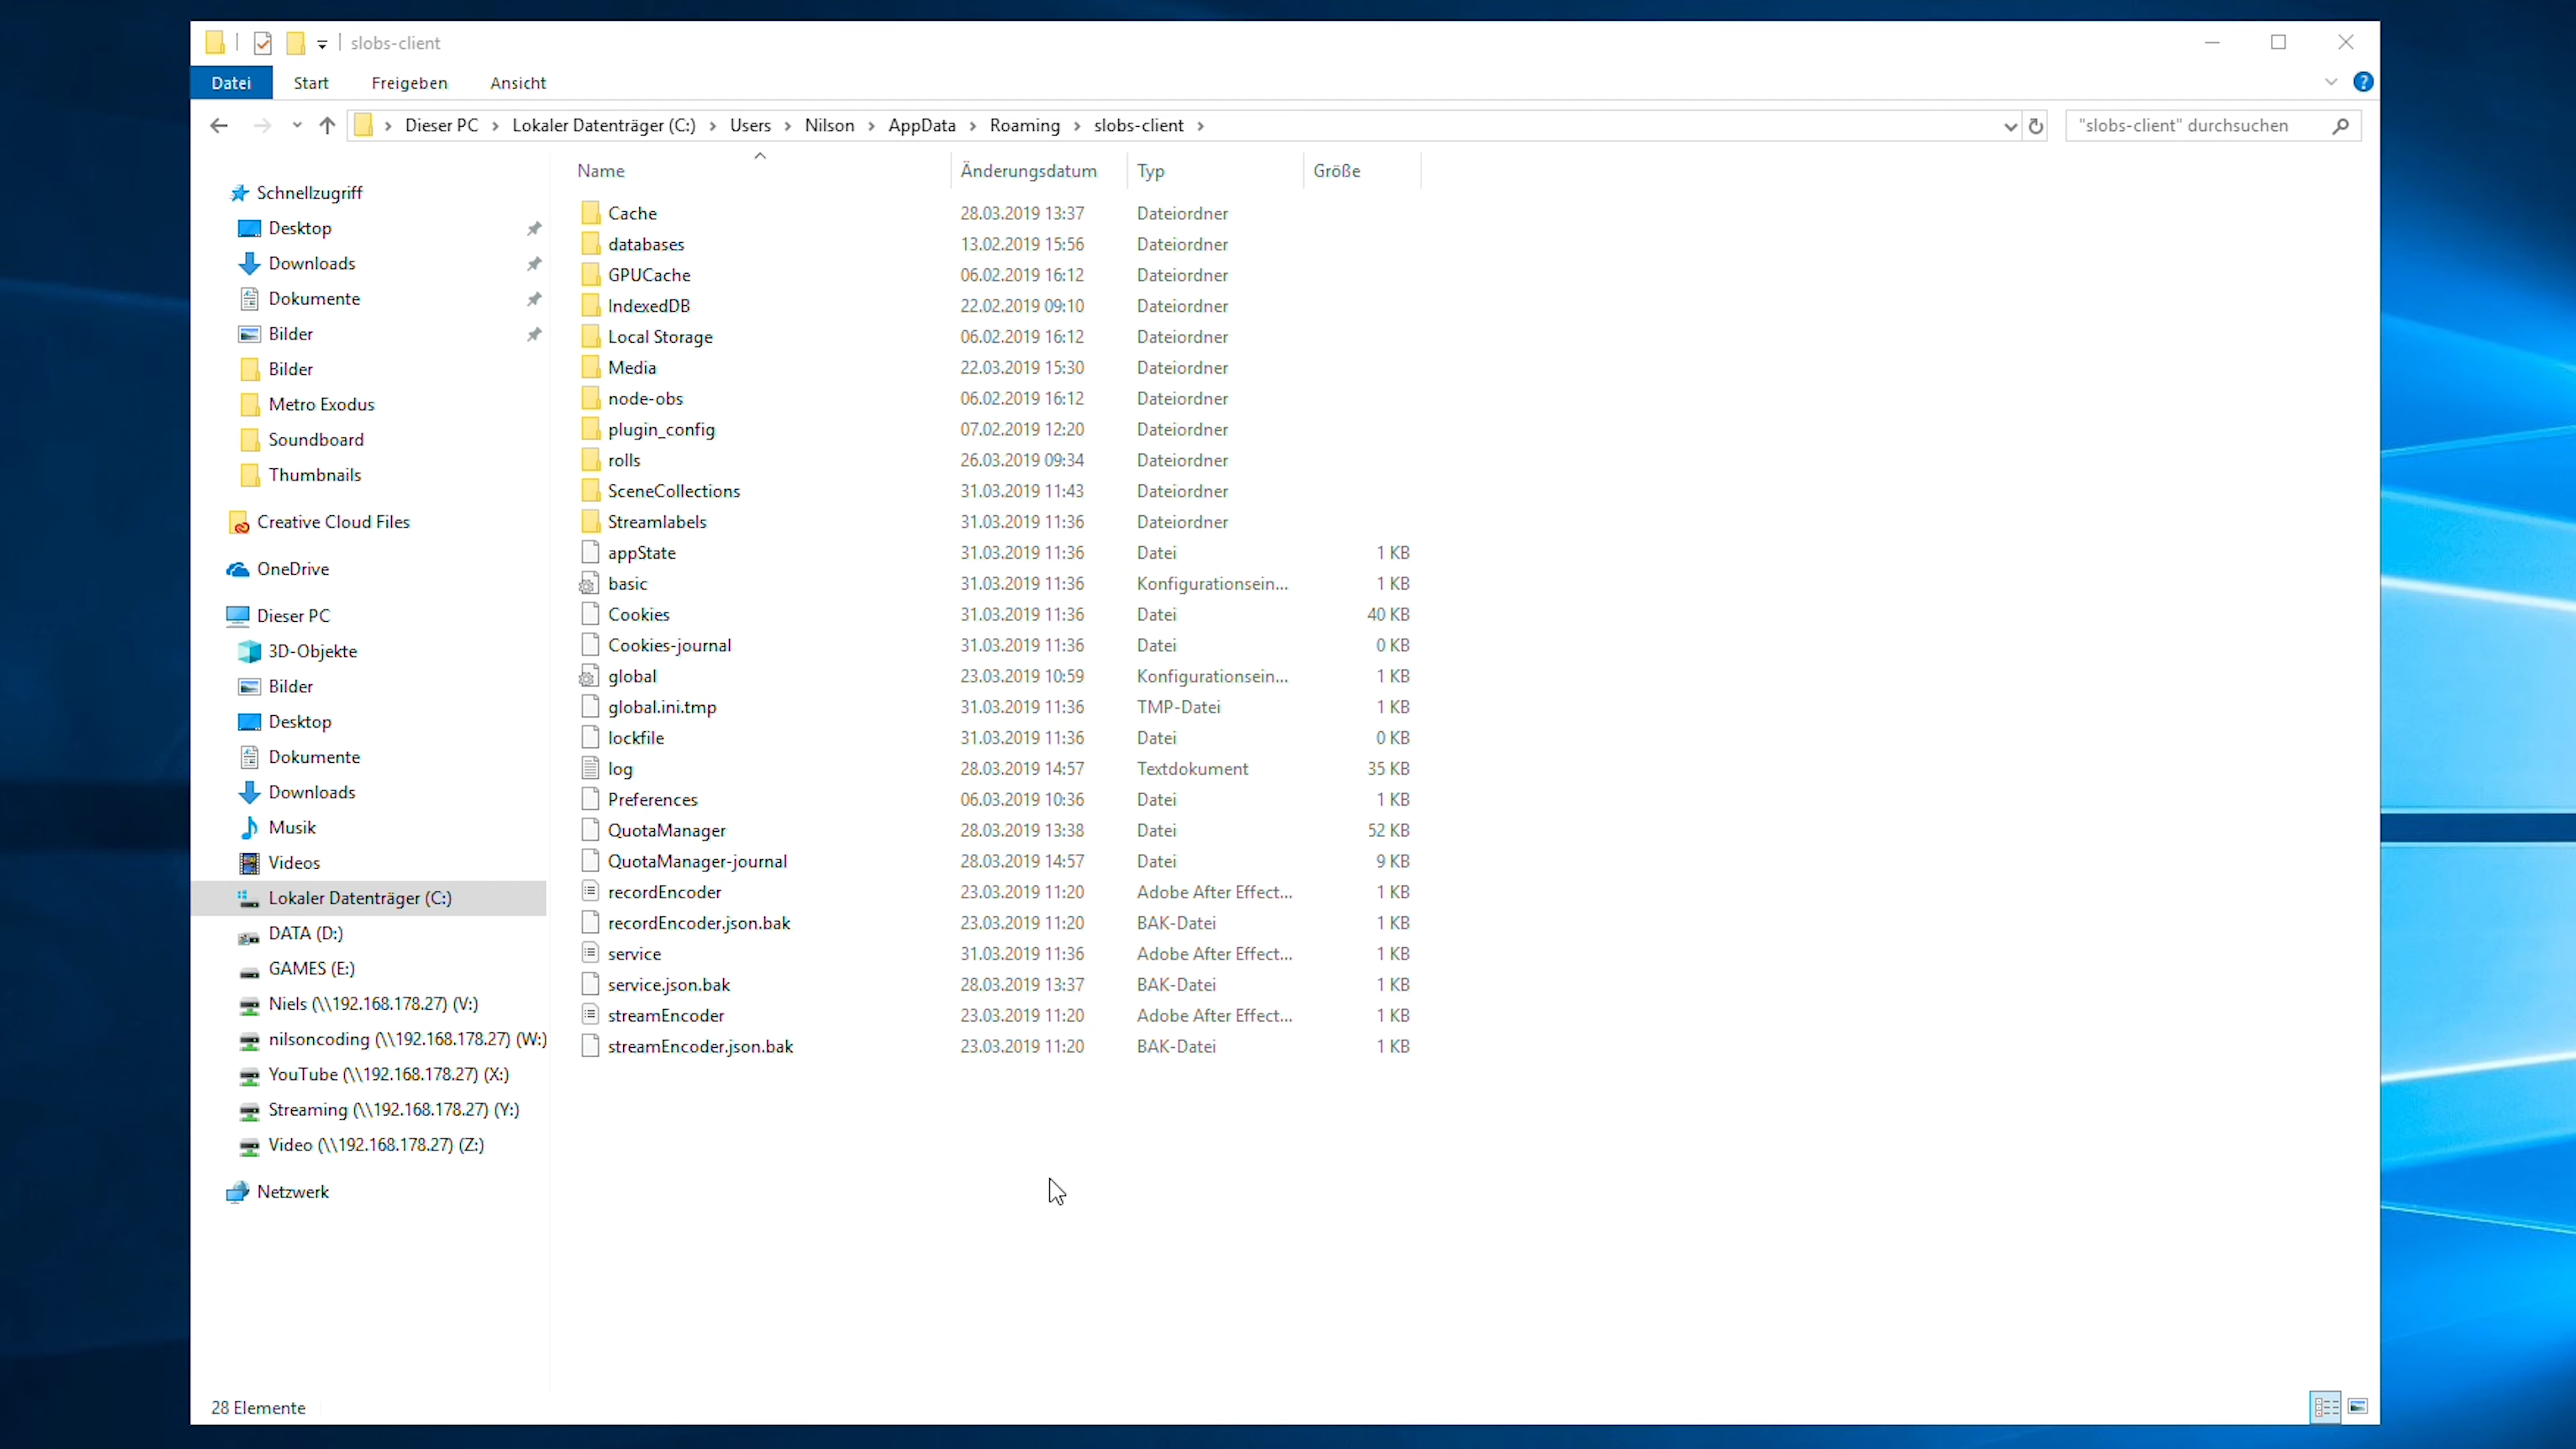 slobs-client
Datei Start Freigeben Ansicht
Dieser PC Lokaler Datenträger (C:) Users Nilson AppData Roaming slobs-client "slobs-client" durchsuchen
Name Änderungsdatum Typ Größe
Schnellzugriff
Desktop
Downloads
Dokumente
Bilder
Bilder
Metro Exodus
Soundboard
Thumbnails
Creative Cloud Files
OneDrive
Dieser PC
3D-Objekte
Bilder
Desktop
Dokumente
Downloads
Musik
Videos
Lokaler Datenträger (C:)
DATA (D:)
GAMES (E:)
Niels (\\192.168.178.27) (V:)
nilsoncoding (\\192.168.178.27) (W:)
YouTube (\\192.168.178.27) (X:)
Streaming (\\192.168.178.27) (Y:)
Video (\\192.168.178.27) (Z:)
Netzwerk
Cache 28.03.2019 13:37 Dateiordner
databases 13.02.2019 15:56 Dateiordner
GPUCache 06.02.2019 16:12 Dateiordner
IndexedDB 22.02.2019 09:10 Dateiordner
Local Storage 06.02.2019 16:12 Dateiordner
Media 22.03.2019 15:30 Dateiordner
node-obs 06.02.2019 16:12 Dateiordner
plugin_config 07.02.2019 12:20 Dateiordner
rolls 26.03.2019 09:34 Dateiordner
SceneCollections 31.03.2019 11:43 Dateiordner
Streamlabels 31.03.2019 11:36 Dateiordner
appState 31.03.2019 11:36 Datei 1 KB
basic 31.03.2019 11:36 Konfigurationsein... 1 KB
Cookies 31.03.2019 11:36 Datei 40 KB
Cookies-journal 31.03.2019 11:36 Datei 0 KB
global 23.03.2019 10:59 Konfigurationsein... 1 KB
global.ini.tmp 31.03.2019 11:36 TMP-Datei 1 KB
lockfile 31.03.2019 11:36 Datei 0 KB
log 28.03.2019 14:57 Textdokument 35 KB
Preferences 06.03.2019 10:36 Datei 1 KB
QuotaManager 28.03.2019 13:38 Datei 52 KB
QuotaManager-journal 28.03.2019 14:57 Datei 9 KB
recordEncoder 23.03.2019 11:20 Adobe After Effect... 1 KB
recordEncoder.json.bak 23.03.2019 11:20 BAK-Datei 1 KB
service 31.03.2019 11:36 Adobe After Effect... 1 KB
service.json.bak 28.03.2019 13:37 BAK-Datei 1 KB
streamEncoder 23.03.2019 11:20 Adobe After Effect... 1 KB
streamEncoder.json.bak 23.03.2019 11:20 BAK-Datei 1 KB
28 Elemente